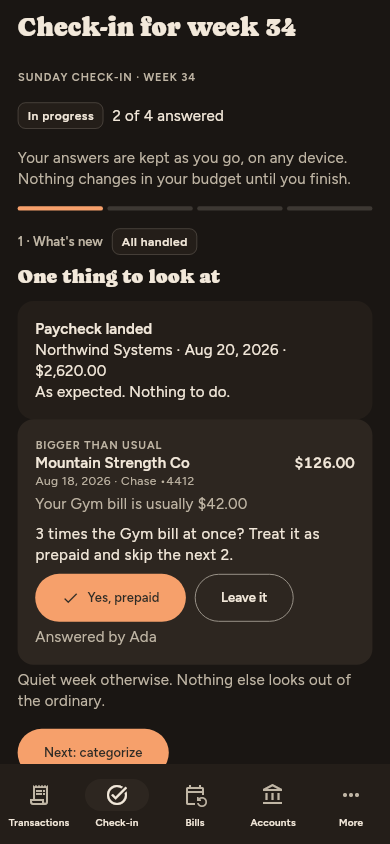 Check-in for week 34
SUNDAY CHECK-IN · WEEK 34
In progress 2 of 4 answered
Your answers are kept as you go, on any device.
Nothing changes in your budget until you finish.
1 · What's new All handled
One thing to look at
Paycheck landed
Northwind Systems · Aug 20, 2026 ·
$2,620.00
As expected. Nothing to do.
BIGGER THAN USUAL
Mountain Strength Co $126.00
Aug 18, 2026 · Chase •4412
Your Gym bill is usually $42.00
3 times the Gym bill at once? Treat it as
prepaid and skip the next 2.
Yes, prepaid Leave it
Answered by Ada
Quiet week otherwise. Nothing else looks out of
the ordinary.
Next: categorize
Transactions Check-in Bills Accounts More